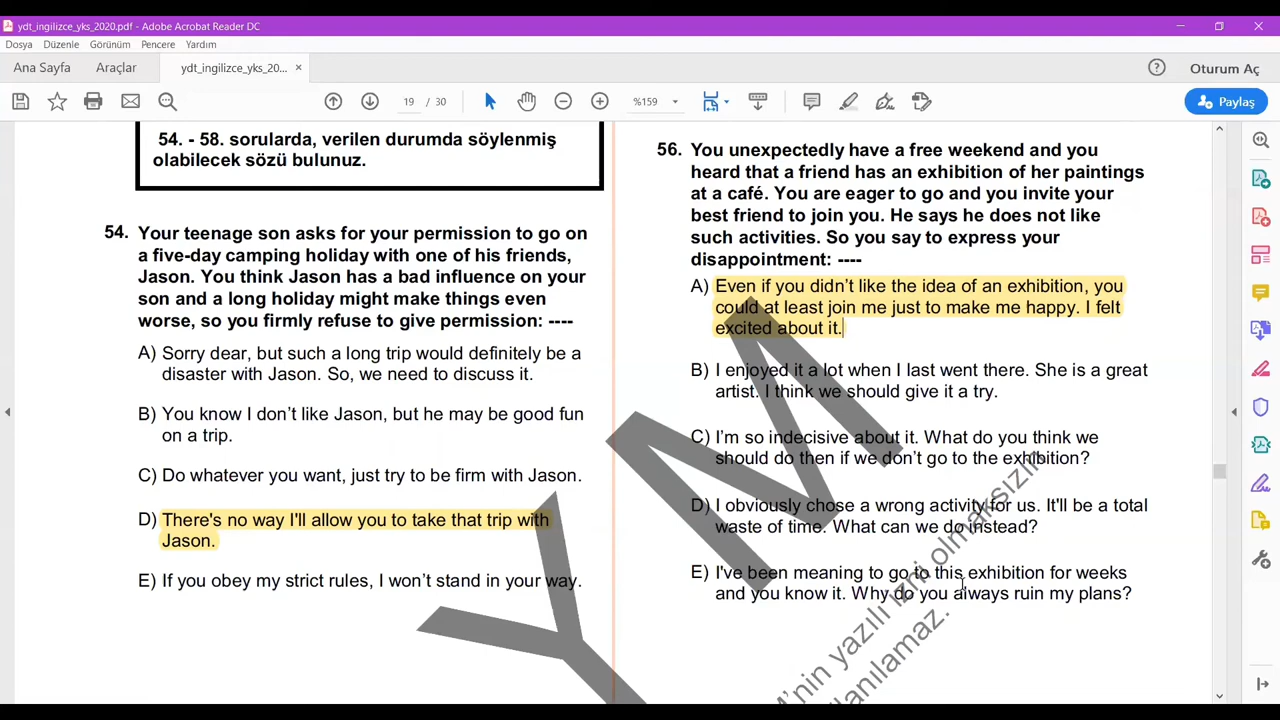 ydt_ingilizce_yks_2020.pdf - Adobe Acrobat Reader DC
Dosya Düzenle Görünüm Pencere Yardım
Ana Sayfa Araçlar ydt_ingilizce_yks_20... × Oturum Aç
19 / 30 %159 Paylaş
54. - 58. sorularda, verilen durumda söylenmiş
olabilecek sözü bulunuz.
54. Your teenage son asks for your permission to go on
a five-day camping holiday with one of his friends,
Jason. You think Jason has a bad influence on your
son and a long holiday might make things even
worse, so you firmly refuse to give permission: ----
A) Sorry dear, but such a long trip would definitely be a
disaster with Jason. So, we need to discuss it.
B) You know I don’t like Jason, but he may be good fun
on a trip.
C) Do whatever you want, just try to be firm with Jason.
D) There's no way I'll allow you to take that trip with
Jason.
E) If you obey my strict rules, I won’t stand in your way.
56. You unexpectedly have a free weekend and you
heard that a friend has an exhibition of her paintings
at a café. You are eager to go and you invite your
best friend to join you. He says he does not like
such activities. So you say to express your
disappointment: ----
A) Even if you didn’t like the idea of an exhibition, you
could at least join me just to make me happy. I felt
excited about it.
B) I enjoyed it a lot when I last went there. She is a great
artist. I think we should give it a try.
C) I’m so indecisive about it. What do you think we
should do then if we don’t go to the exhibition?
D) I obviously chose a wrong activity for us. It'll be a total
waste of time. What can we do instead?
E) I've been meaning to go to this exhibition for weeks
and you know it. Why do you always ruin my plans?
YM
M’nin yazılı izni olmaksızın
llanılamaz.